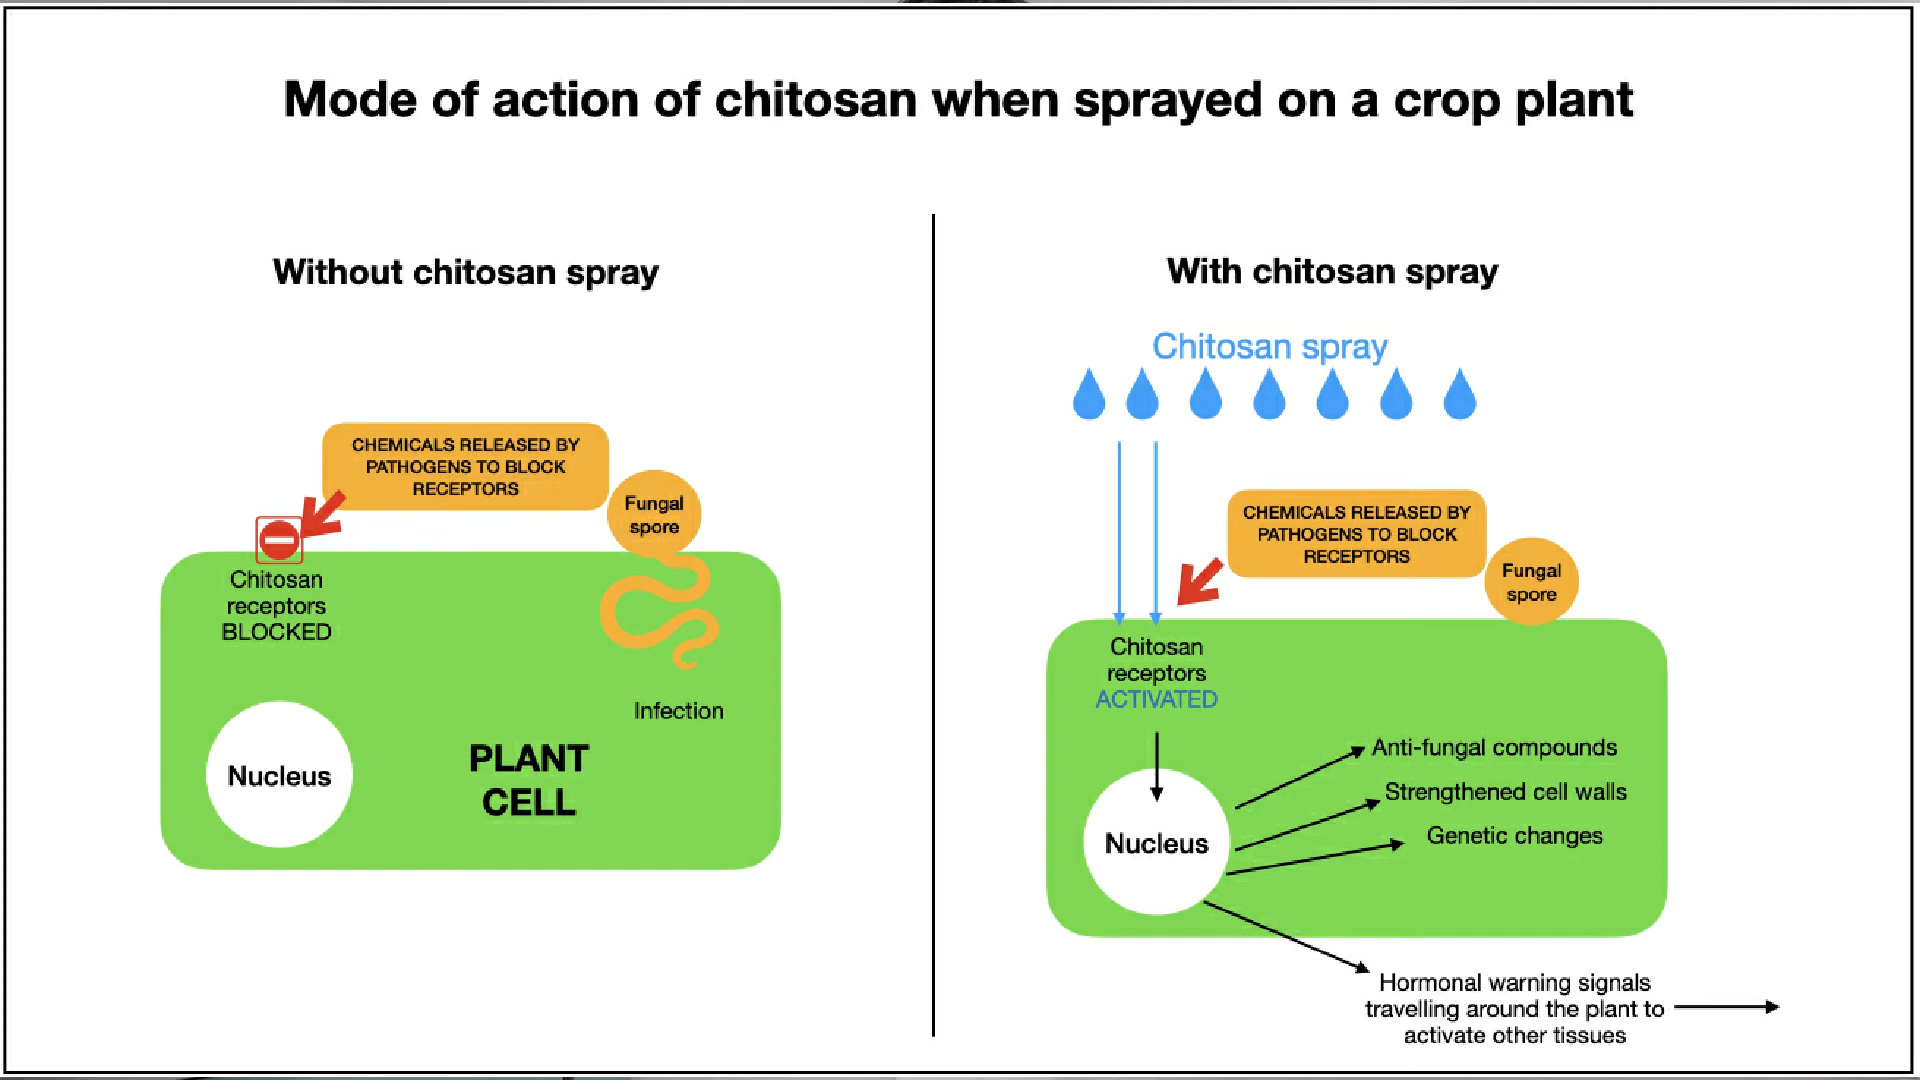 Mode of action of chitosan when sprayed on a crop plant
Without chitosan spray
CHEMICALS RELEASED BY
PATHOGENS TO BLOCK
RECEPTORS
Fungal
spore
Chitosan
receptors
BLOCKED
Infection
Nucleus
PLANT
CELL
With chitosan spray
Chitosan spray
CHEMICALS RELEASED BY
PATHOGENS TO BLOCK
RECEPTORS
Fungal
spore
Chitosan
receptors
ACTIVATED
Nucleus
Anti-fungal compounds
Strengthened cell walls
Genetic changes
Hormonal warning signals
travelling around the plant to
activate other tissues